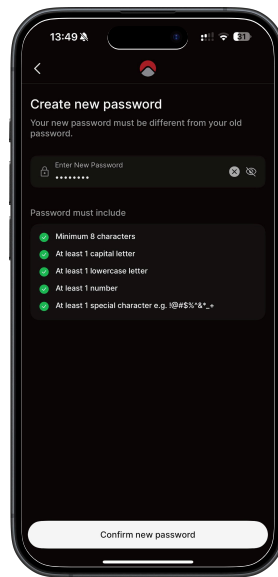 13:49
31
Create new password
Your new password must be different from your old
password.
Enter New Password
••••••••
Password must include
Minimum 8 characters
At least 1 capital letter
At least 1 lowercase letter
At least 1 number
At least 1 special character e.g. !@#$%^&*_+
Confirm new password